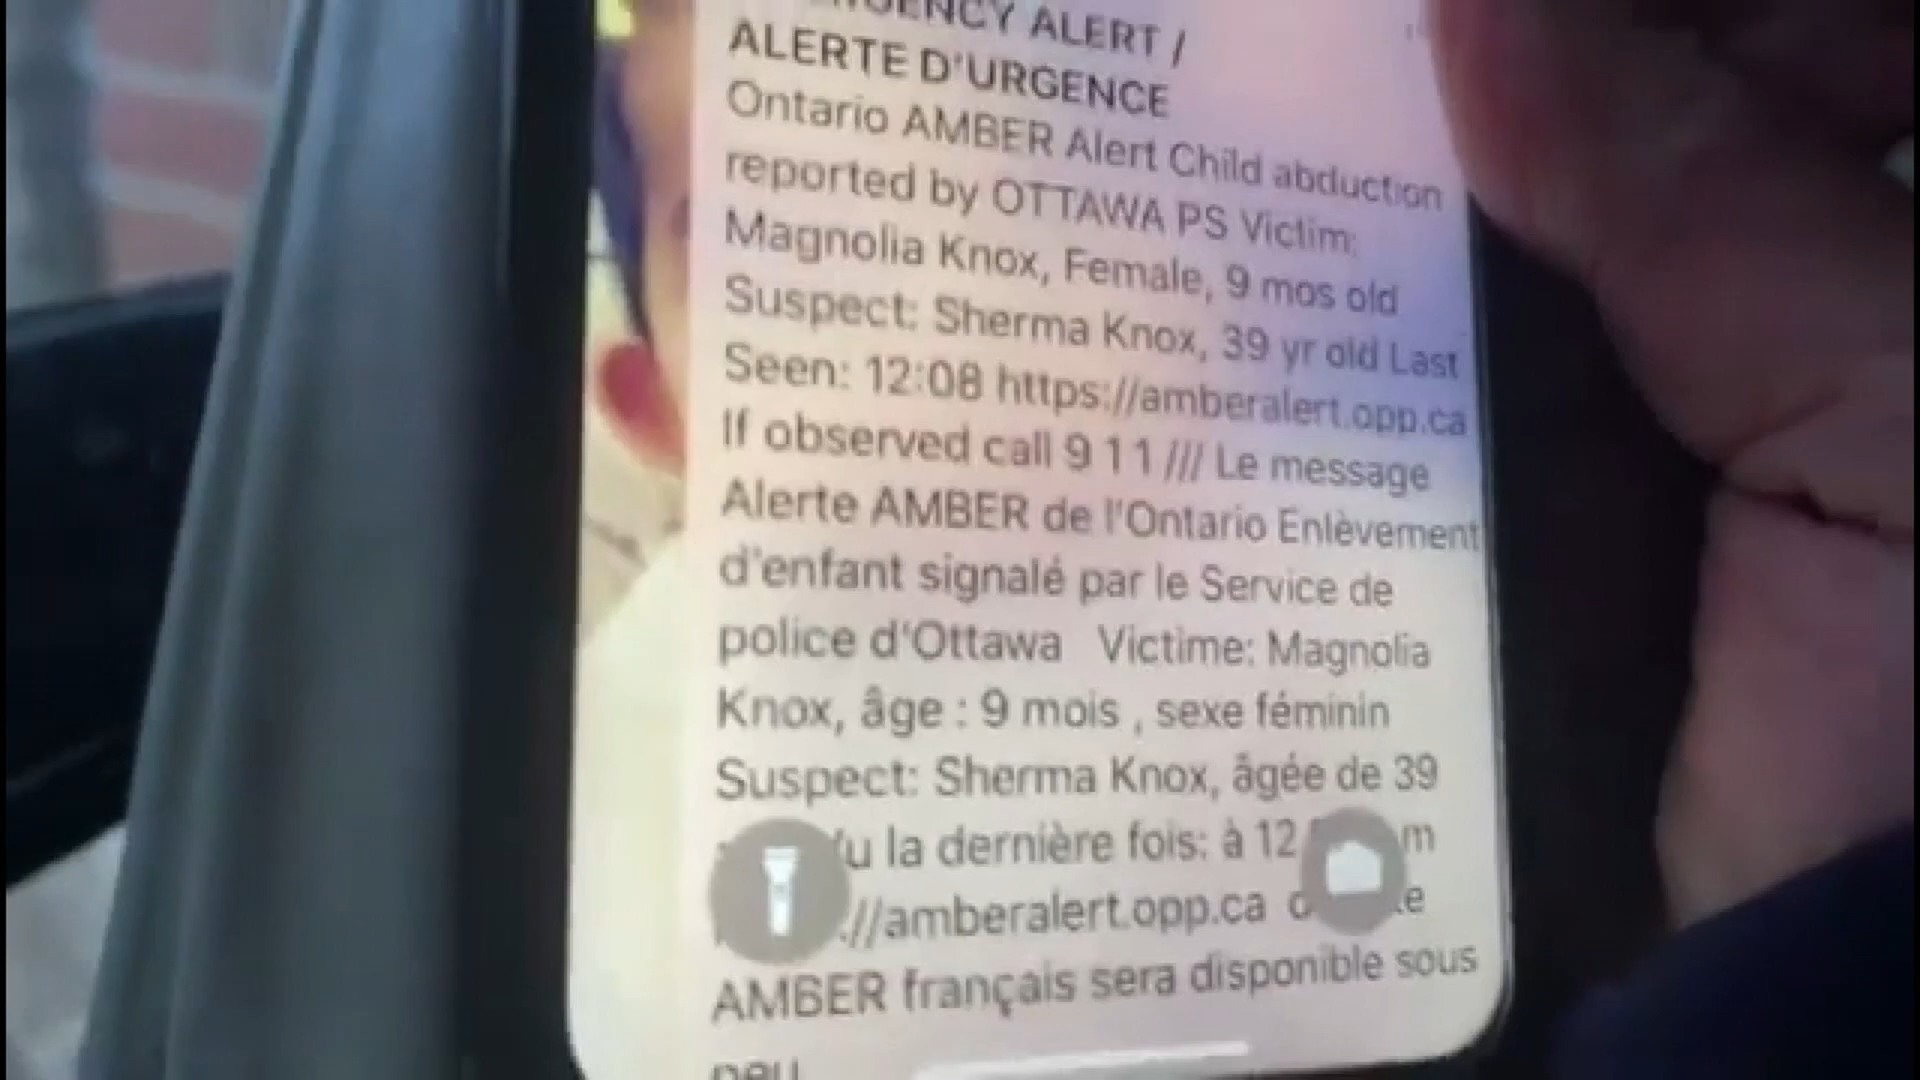 ALERT /
ALERTE D'URGENCE
Ontario AMBER Alert Child abduction
reported by OTTAWA PS Victim:
Magnolia Knox, Female, 9 mos old
Suspect: Sherma Knox, 39 yr old Last
Seen: 12:08 https://amberalert.opp.ca
If observed call 9 1 1 /// Le message
Alerte AMBER de l'Ontario Enlèvement
d'enfant signalé par le Service de
police d'Ottawa Victime: Magnolia
Knox, âge : 9 mois , sexe féminin
Suspect: Sherma Knox, âgée de 39
la dernière fois: à 12
://amberalert.opp.ca
AMBER français sera disponible sous
peu